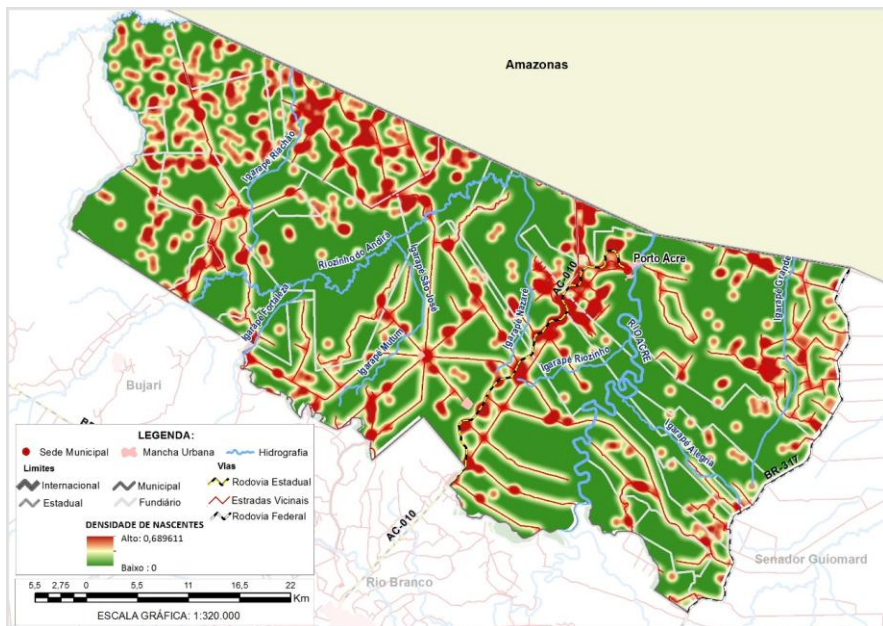 Amazonas
Igarapé Riachão
Riozinho do Andirá
Igarapé São José
Igarapé Fortaleza
Igarapé Mutum
Igarapé Nazaré
AC-010
Porto Acre
RIO ACRE
Igarapé Grande
Igarapé Riozinho
Igarapé Alegria
BR-317
Bujari
AC-010
Rio Branco
Senador Guiomard
LEGENDA:
Sede Municipal Mancha Urbana Hidrografia
Limites Vias
Internacional Municipal Rodovia Estadual
Estadual Fundiário Estradas Vicinais
Rodovia Federal
DENSIDADE DE NASCENTES
Alto: 0,689611
Baixo : 0
5,5 2,75 0 5,5 11 16,5 22
Km
ESCALA GRÁFICA: 1:320.000